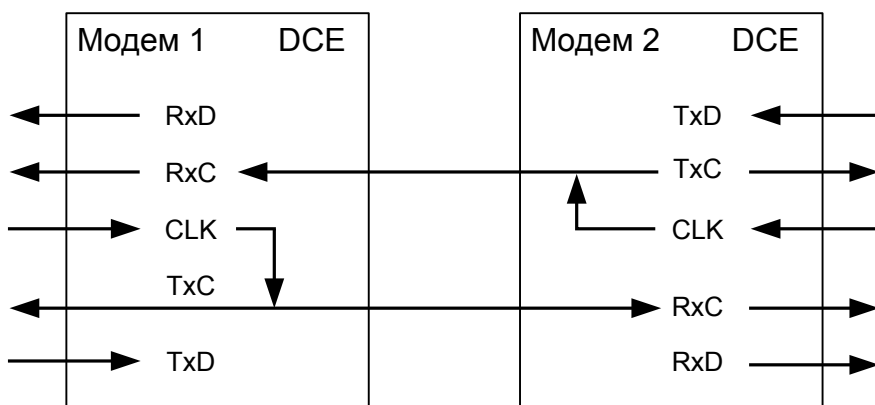 Модем 1 DCE
Модем 2 DCE
RxD
TxD
RxC
TxC
CLK
CLK
TxC
RxC
TxD
RxD